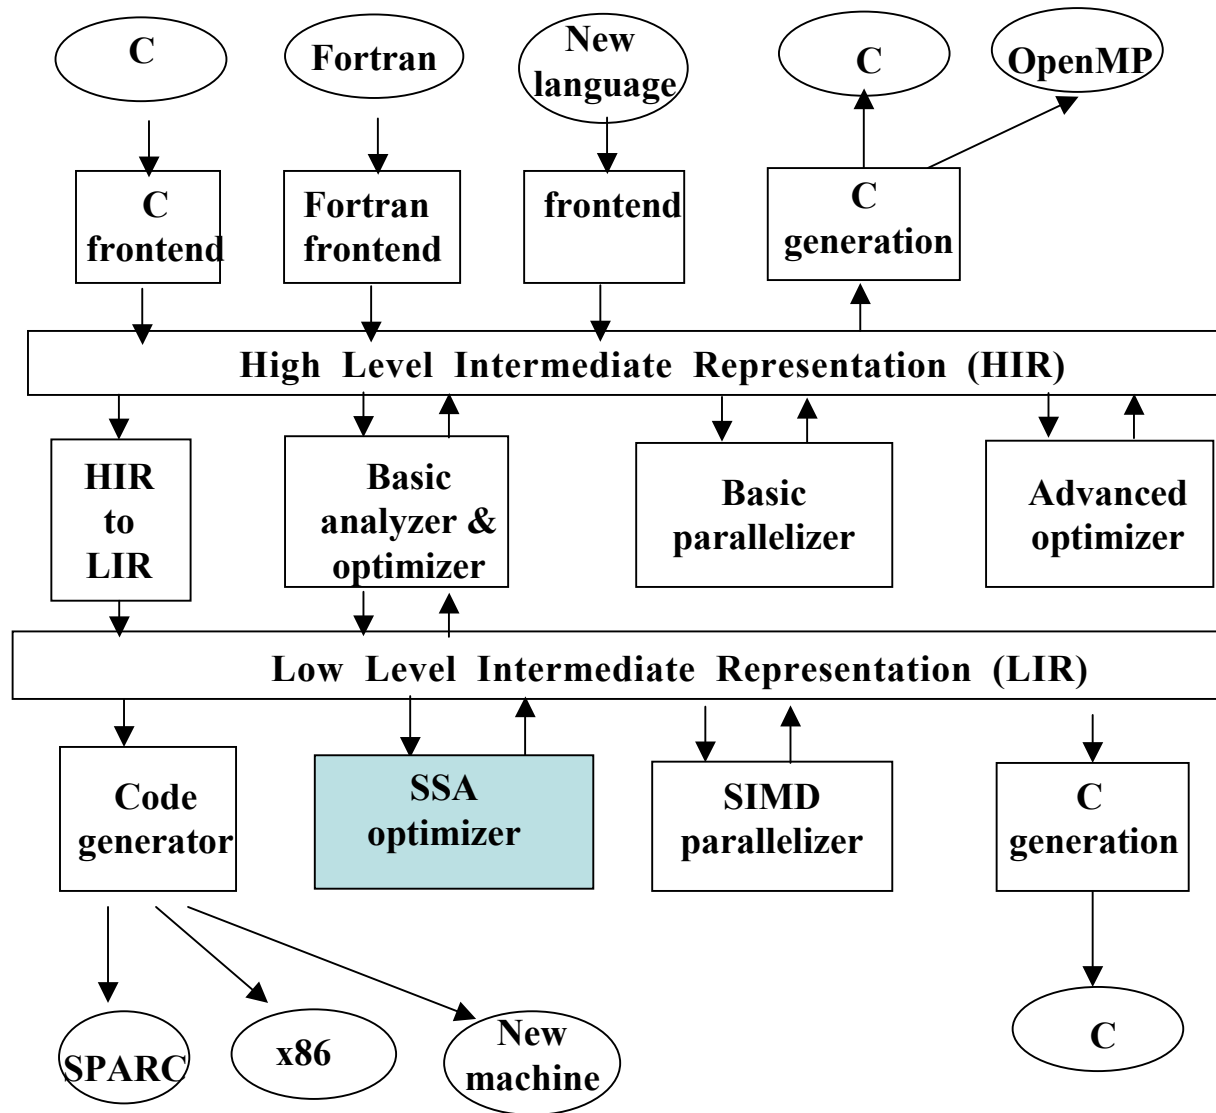 C
Fortran
New
language
C
OpenMP
C
frontend
Fortran
frontend
frontend
C
generation
High Level Intermediate Representation (HIR)
HIR
to
LIR
Basic
analyzer &
optimizer
Basic
parallelizer
Advanced
optimizer
Low Level Intermediate Representation (LIR)
Code
generator
SSA
optimizer
SIMD
parallelizer
C
generation
SPARC
x86
New
machine
C